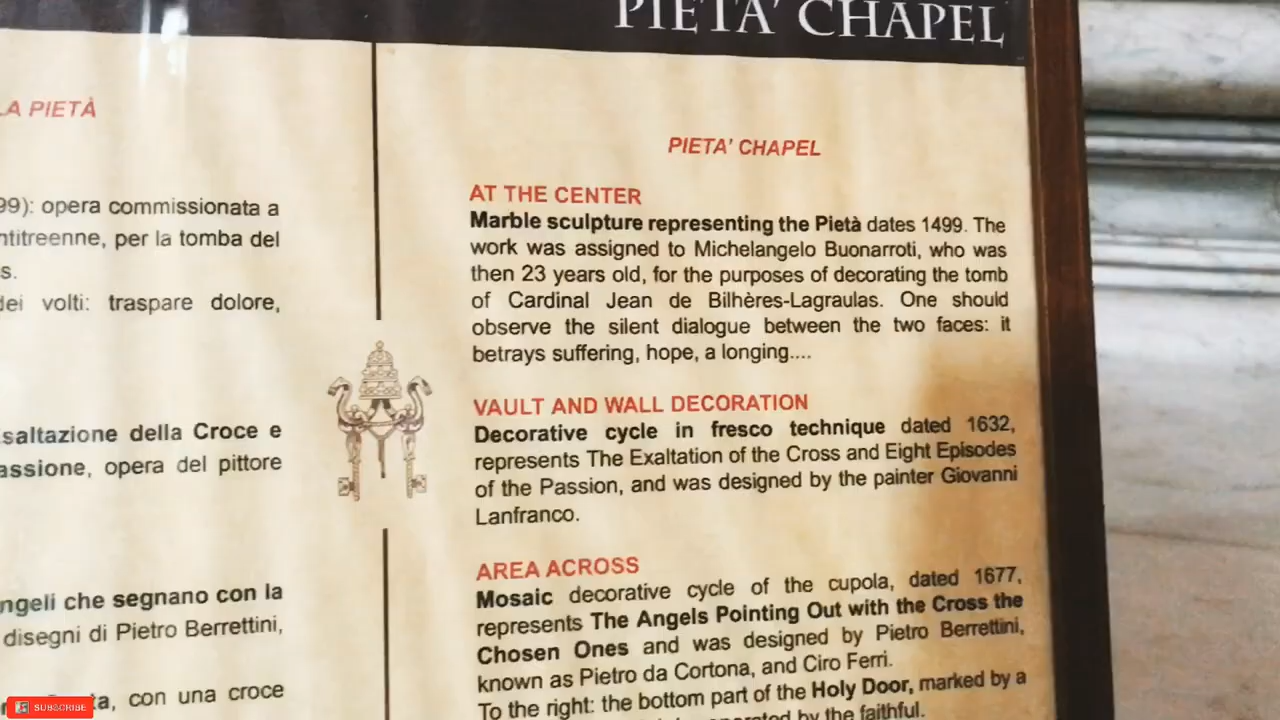 PIETA' CHAPEL
LA PIETÀ
99): opera commissionata a
ntitreenne, per la tomba del
s.
dei volti: traspare dolore,
saltazione della Croce e
assione, opera del pittore
ngeli che segnano con la
disegni di Pietro Berrettini,
ta, con una croce
PIETA' CHAPEL
AT THE CENTER
Marble sculpture representing the Pietà dates 1499. The
work was assigned to Michelangelo Buonarroti, who was
then 23 years old, for the purposes of decorating the tomb
of Cardinal Jean de Bilhères-Lagraulas. One should
observe the silent dialogue between the two faces: it
betrays suffering, hope, a longing....
VAULT AND WALL DECORATION
Decorative cycle in fresco technique dated 1632,
represents The Exaltation of the Cross and Eight Episodes
of the Passion, and was designed by the painter Giovanni
Lanfranco.
AREA ACROSS
Mosaic decorative cycle of the cupola, dated 1677,
represents The Angels Pointing Out with the Cross the
Chosen Ones and was designed by Pietro Berrettini,
known as Pietro da Cortona, and Ciro Ferri.
To the right: the bottom part of the Holy Door, marked by a
by the faithful.
SUBSCRIBE